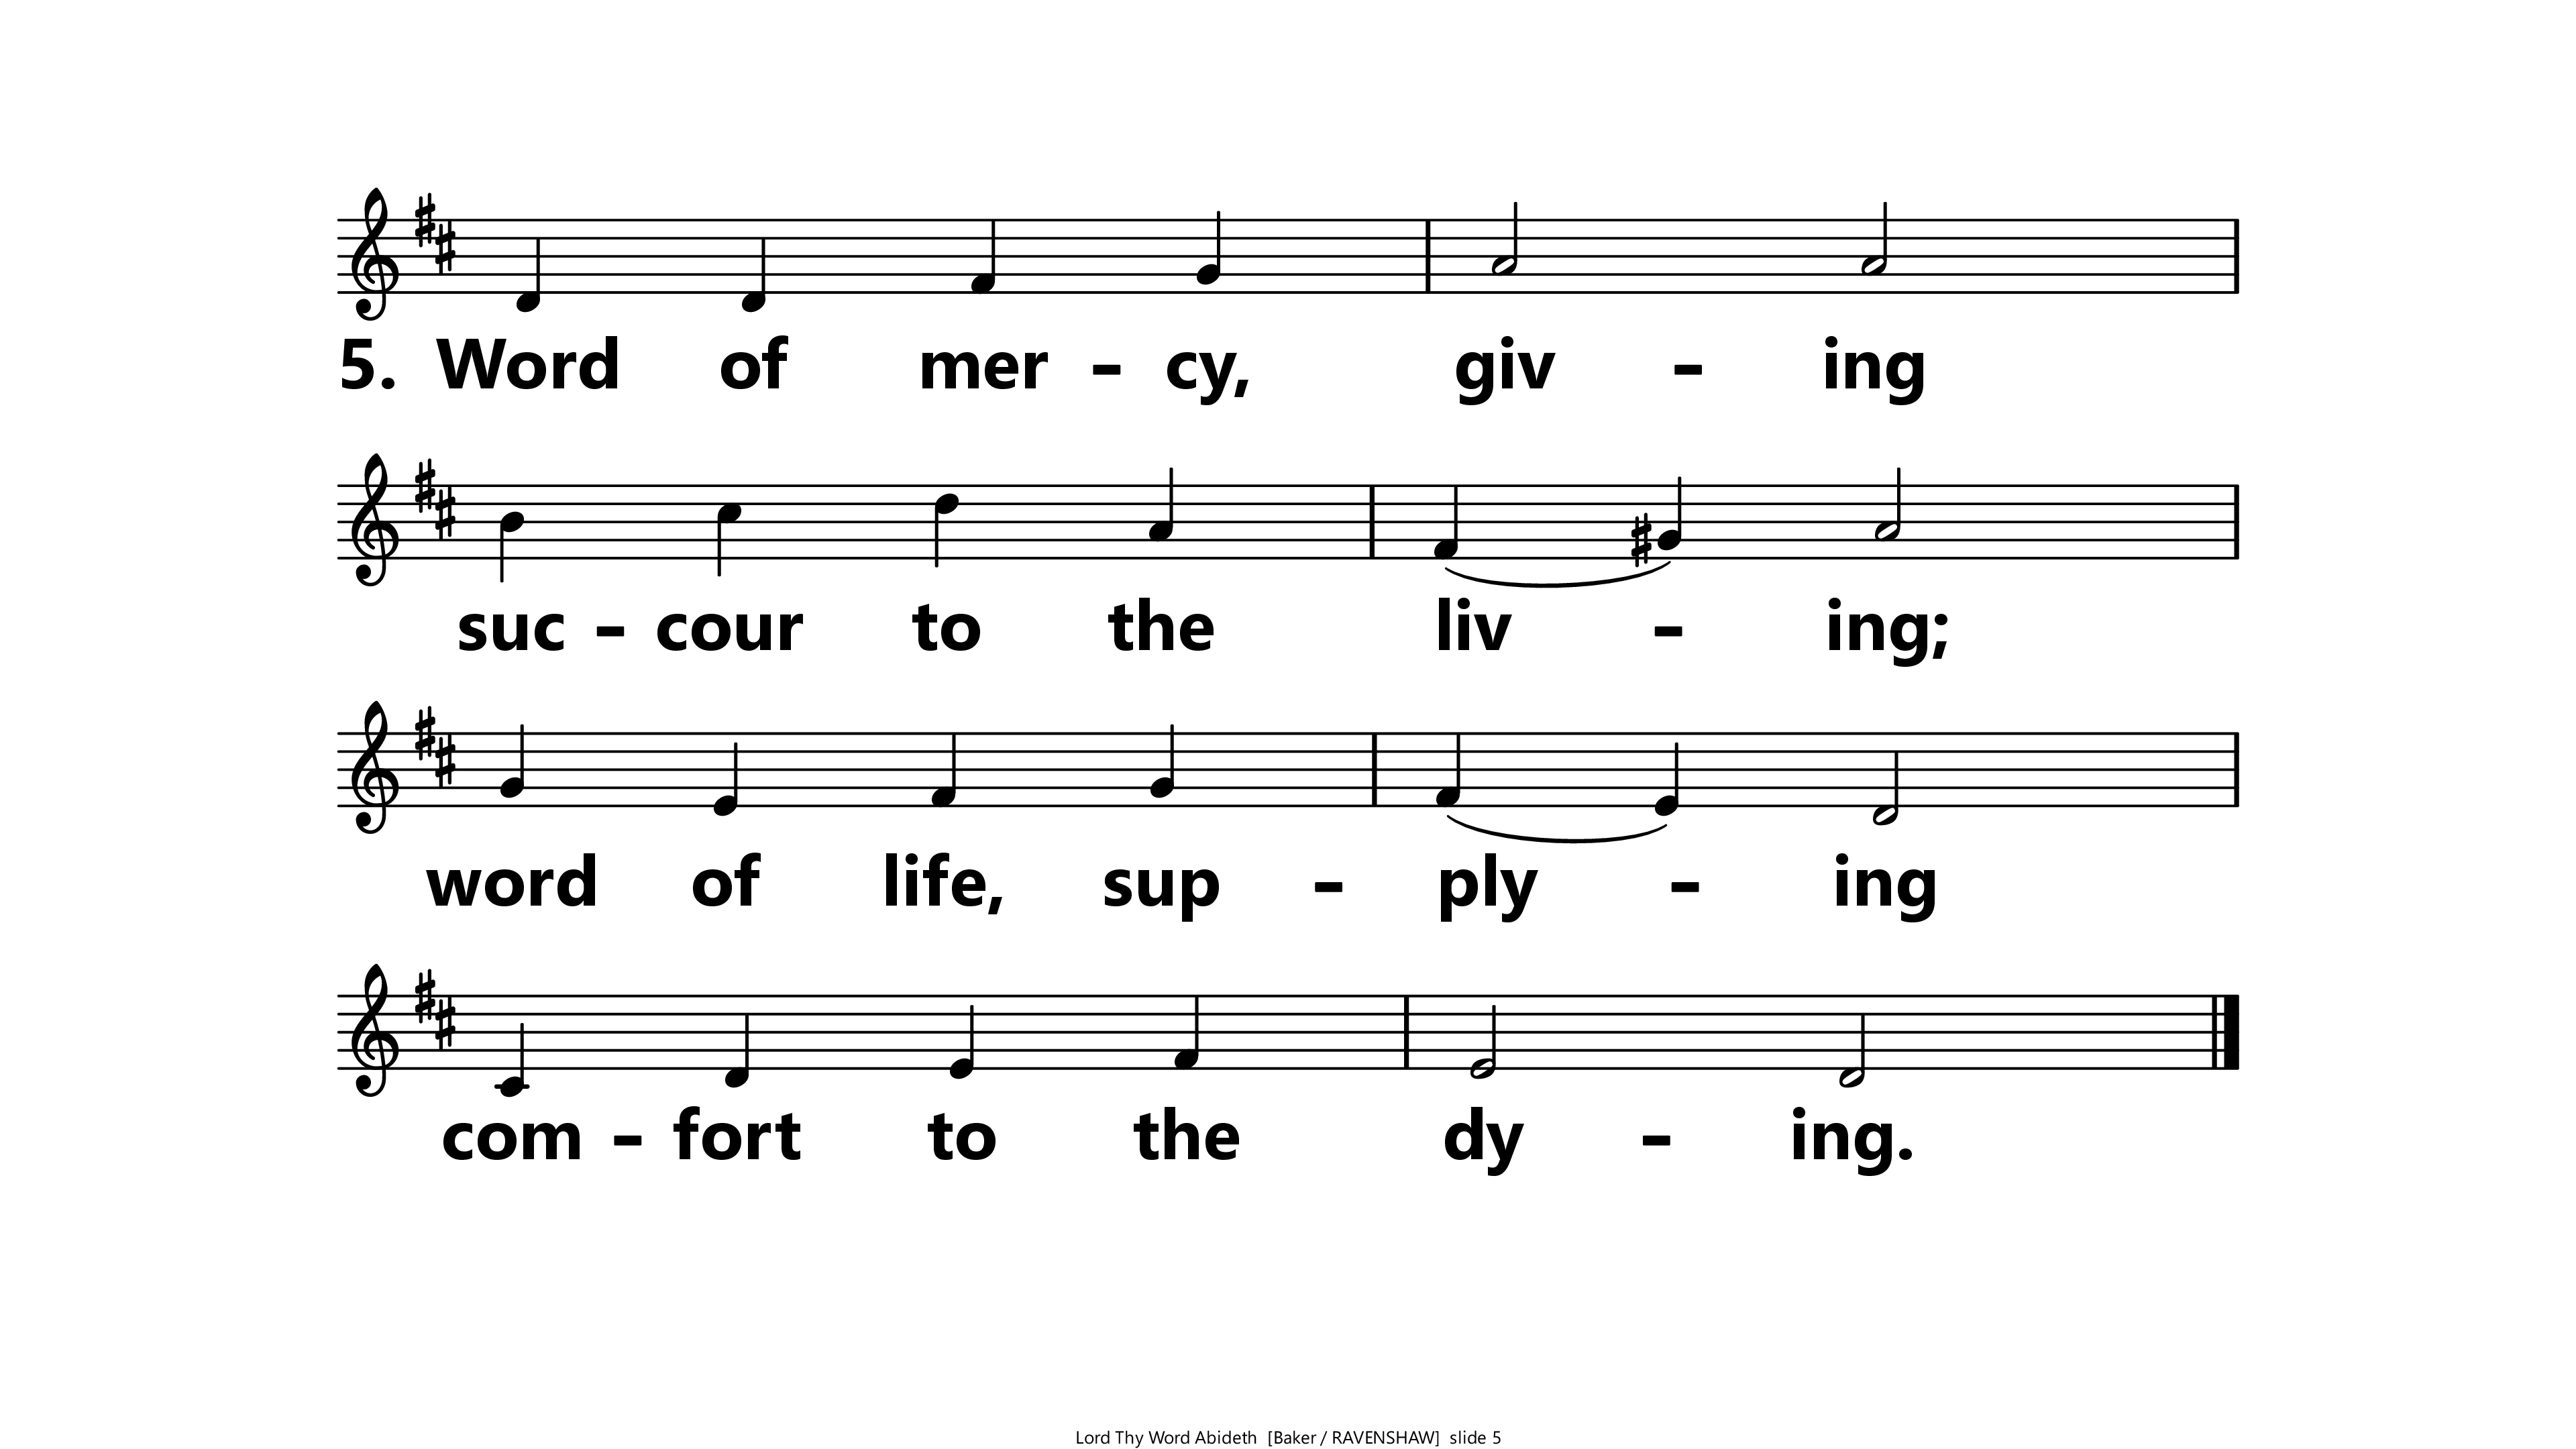 5. Word of mer - cy, giv - ing
suc - cour to the liv - ing;
word of life, sup - ply - ing
com - fort to the dy - ing.
Lord Thy Word Abideth [Baker / RAVENSHAW] slide 5